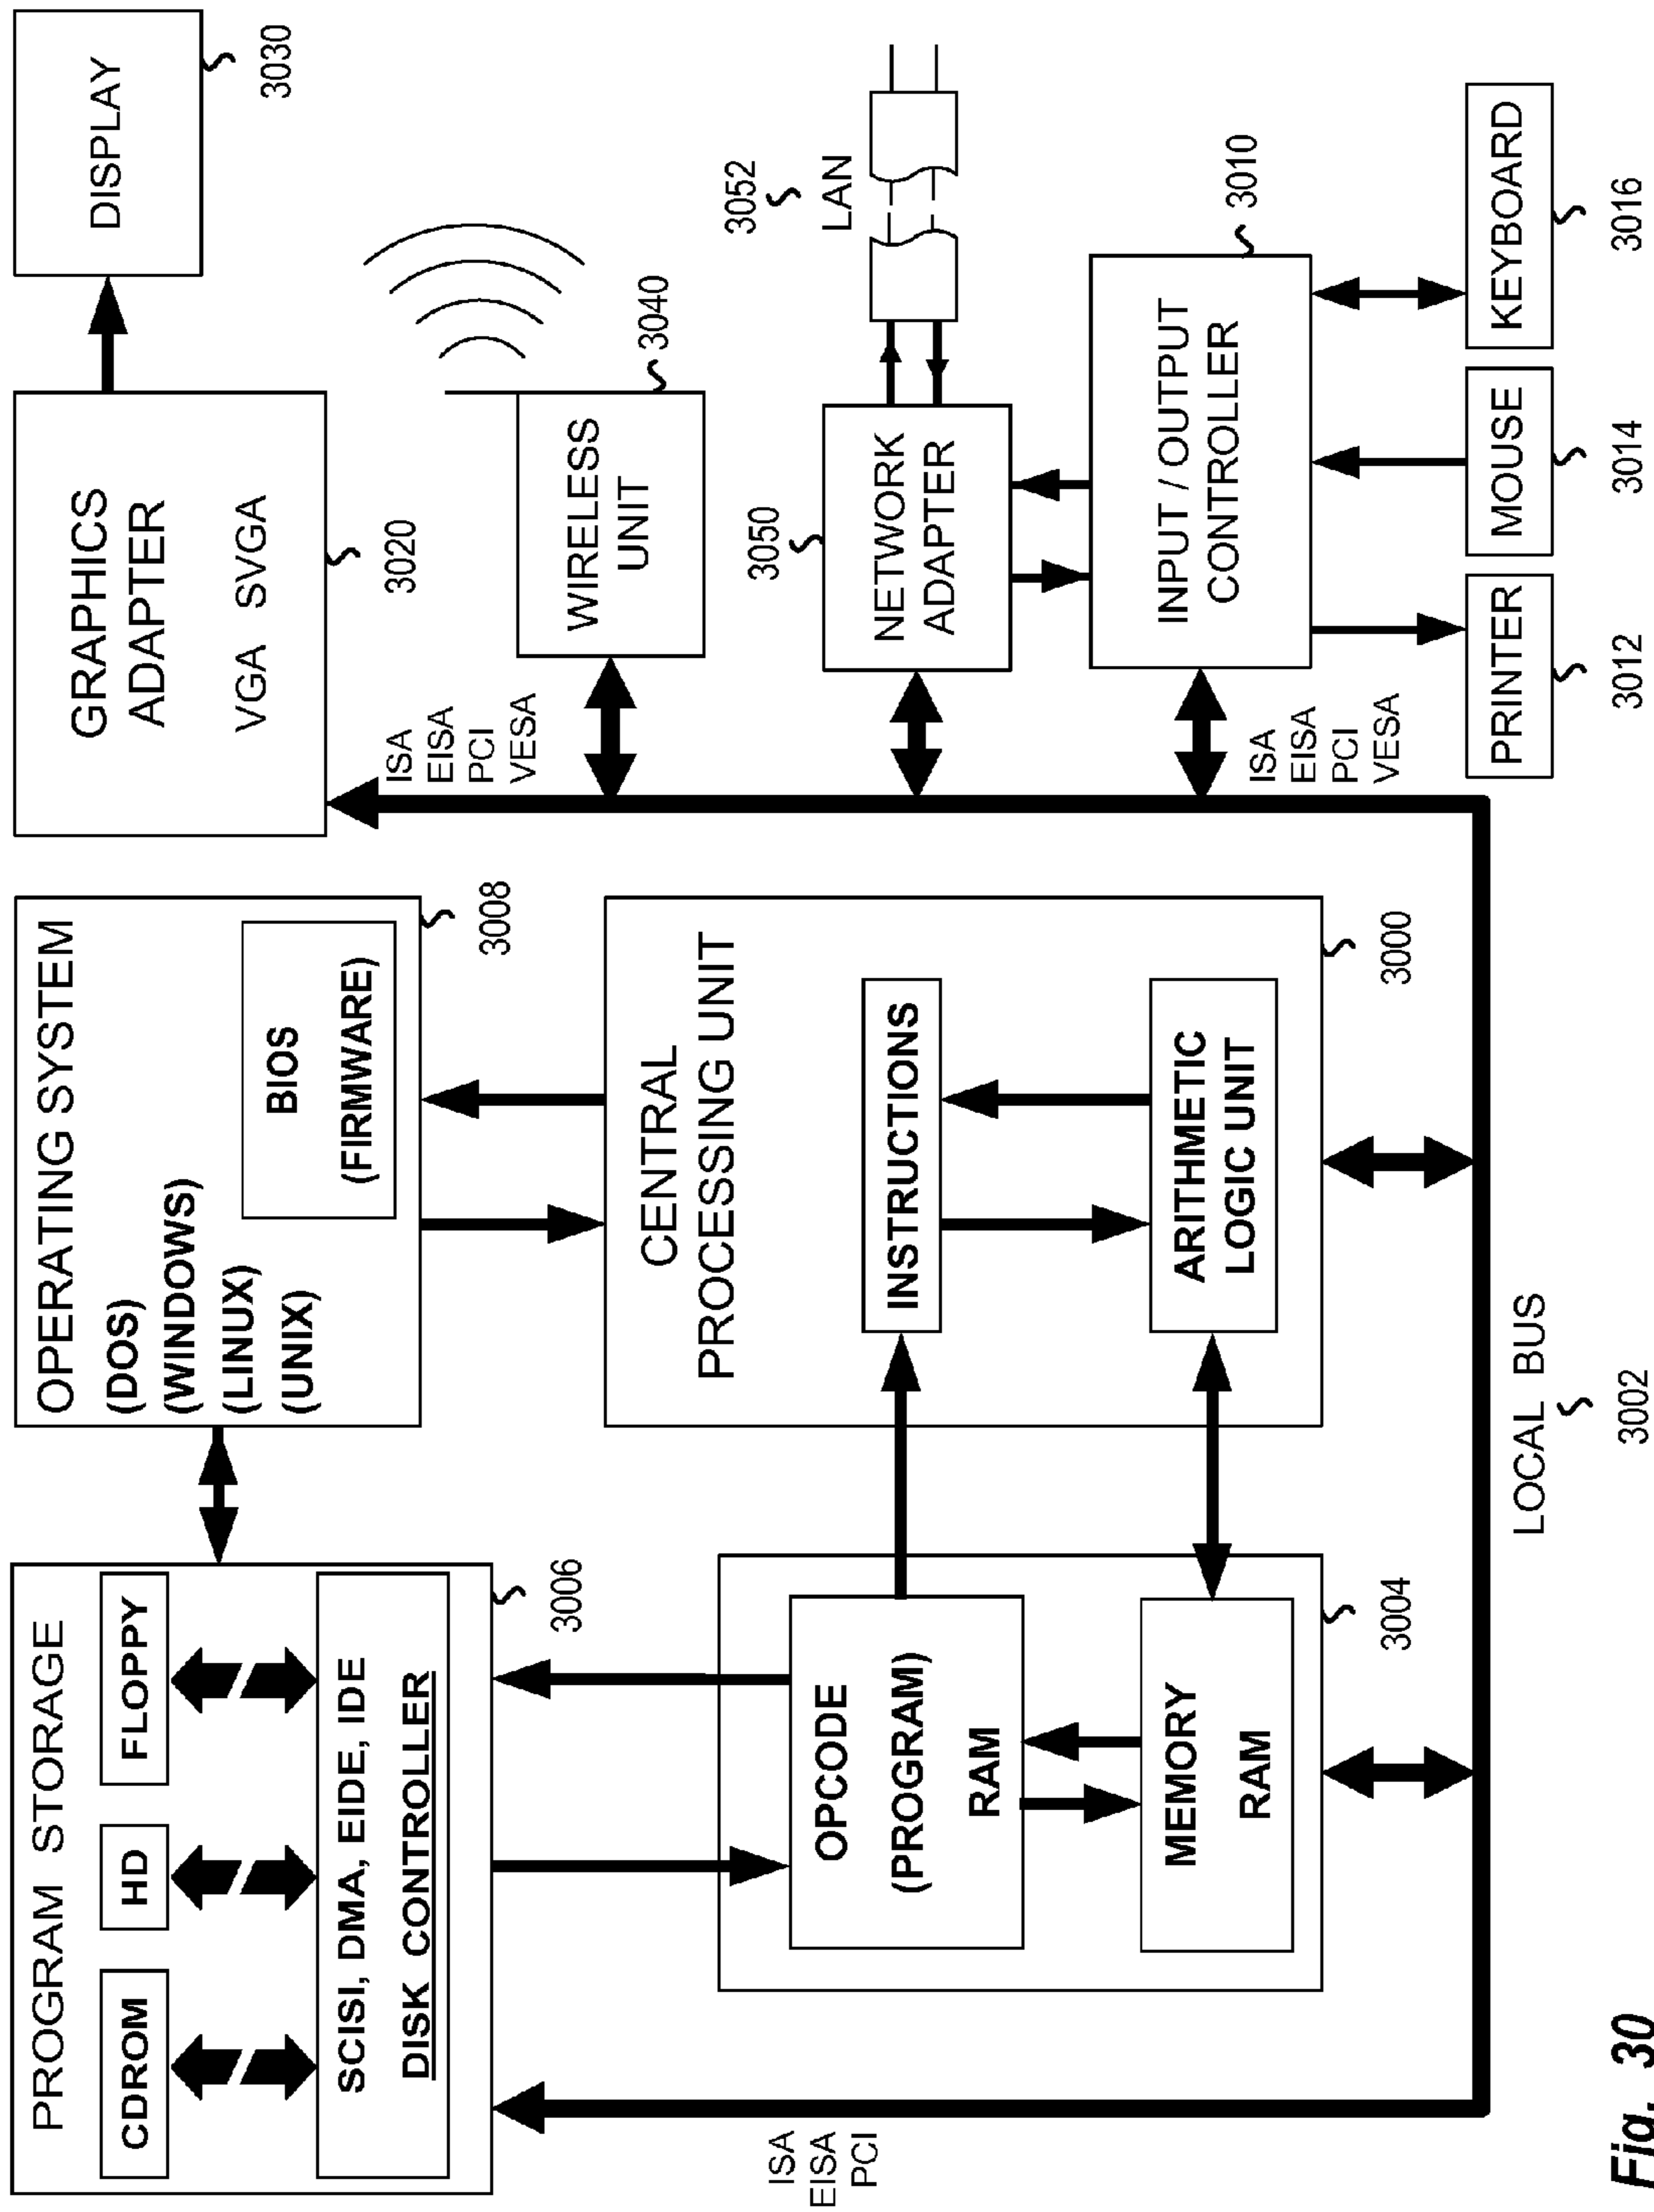 PROGRAM STORAGE
CDROM
HD
FLOPPY
SCISI, DMA, EIDE, IDE
DISK CONTROLLER
3006
OPERATING SYSTEM
(DOS)
(WINDOWS)
(LINUX)
(UNIX)
BIOS
(FIRMWARE)
3008
GRAPHICS
ADAPTER
VGA SVGA
3020
DISPLAY
3030
ISA
EISA
PCI
VESA
WIRELESS
UNIT
3040
ISA
EISA
PCI
OPCODE
(PROGRAM)
RAM
MEMORY
RAM
3004
CENTRAL
PROCESSING UNIT
INSTRUCTIONS
ARITHMETIC
LOGIC UNIT
3000
3050
NETWORK
ADAPTER
3052
LAN
INPUT / OUTPUT
CONTROLLER
3010
ISA
EISA
PCI
VESA
PRINTER
3012
MOUSE
3014
KEYBOARD
3016
LOCAL BUS
3002
Fig. 30